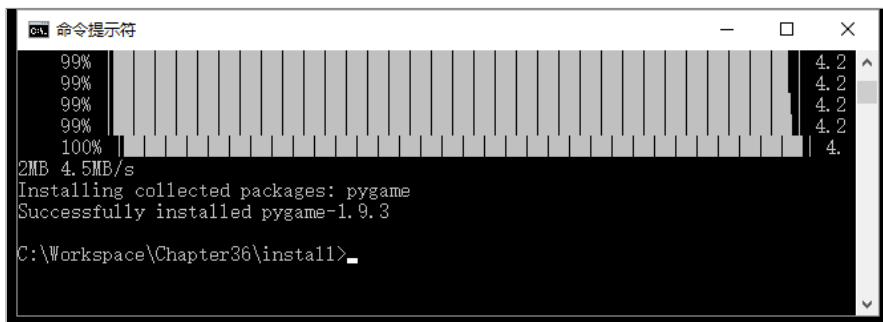 命令提示符
99% 4.2
99% 4.2
99% 4.2
99% 4.2
100% 4.
2MB 4.5MB/s
Installing collected packages: pygame
Successfully installed pygame-1.9.3
C:\Workspace\Chapter36\install>